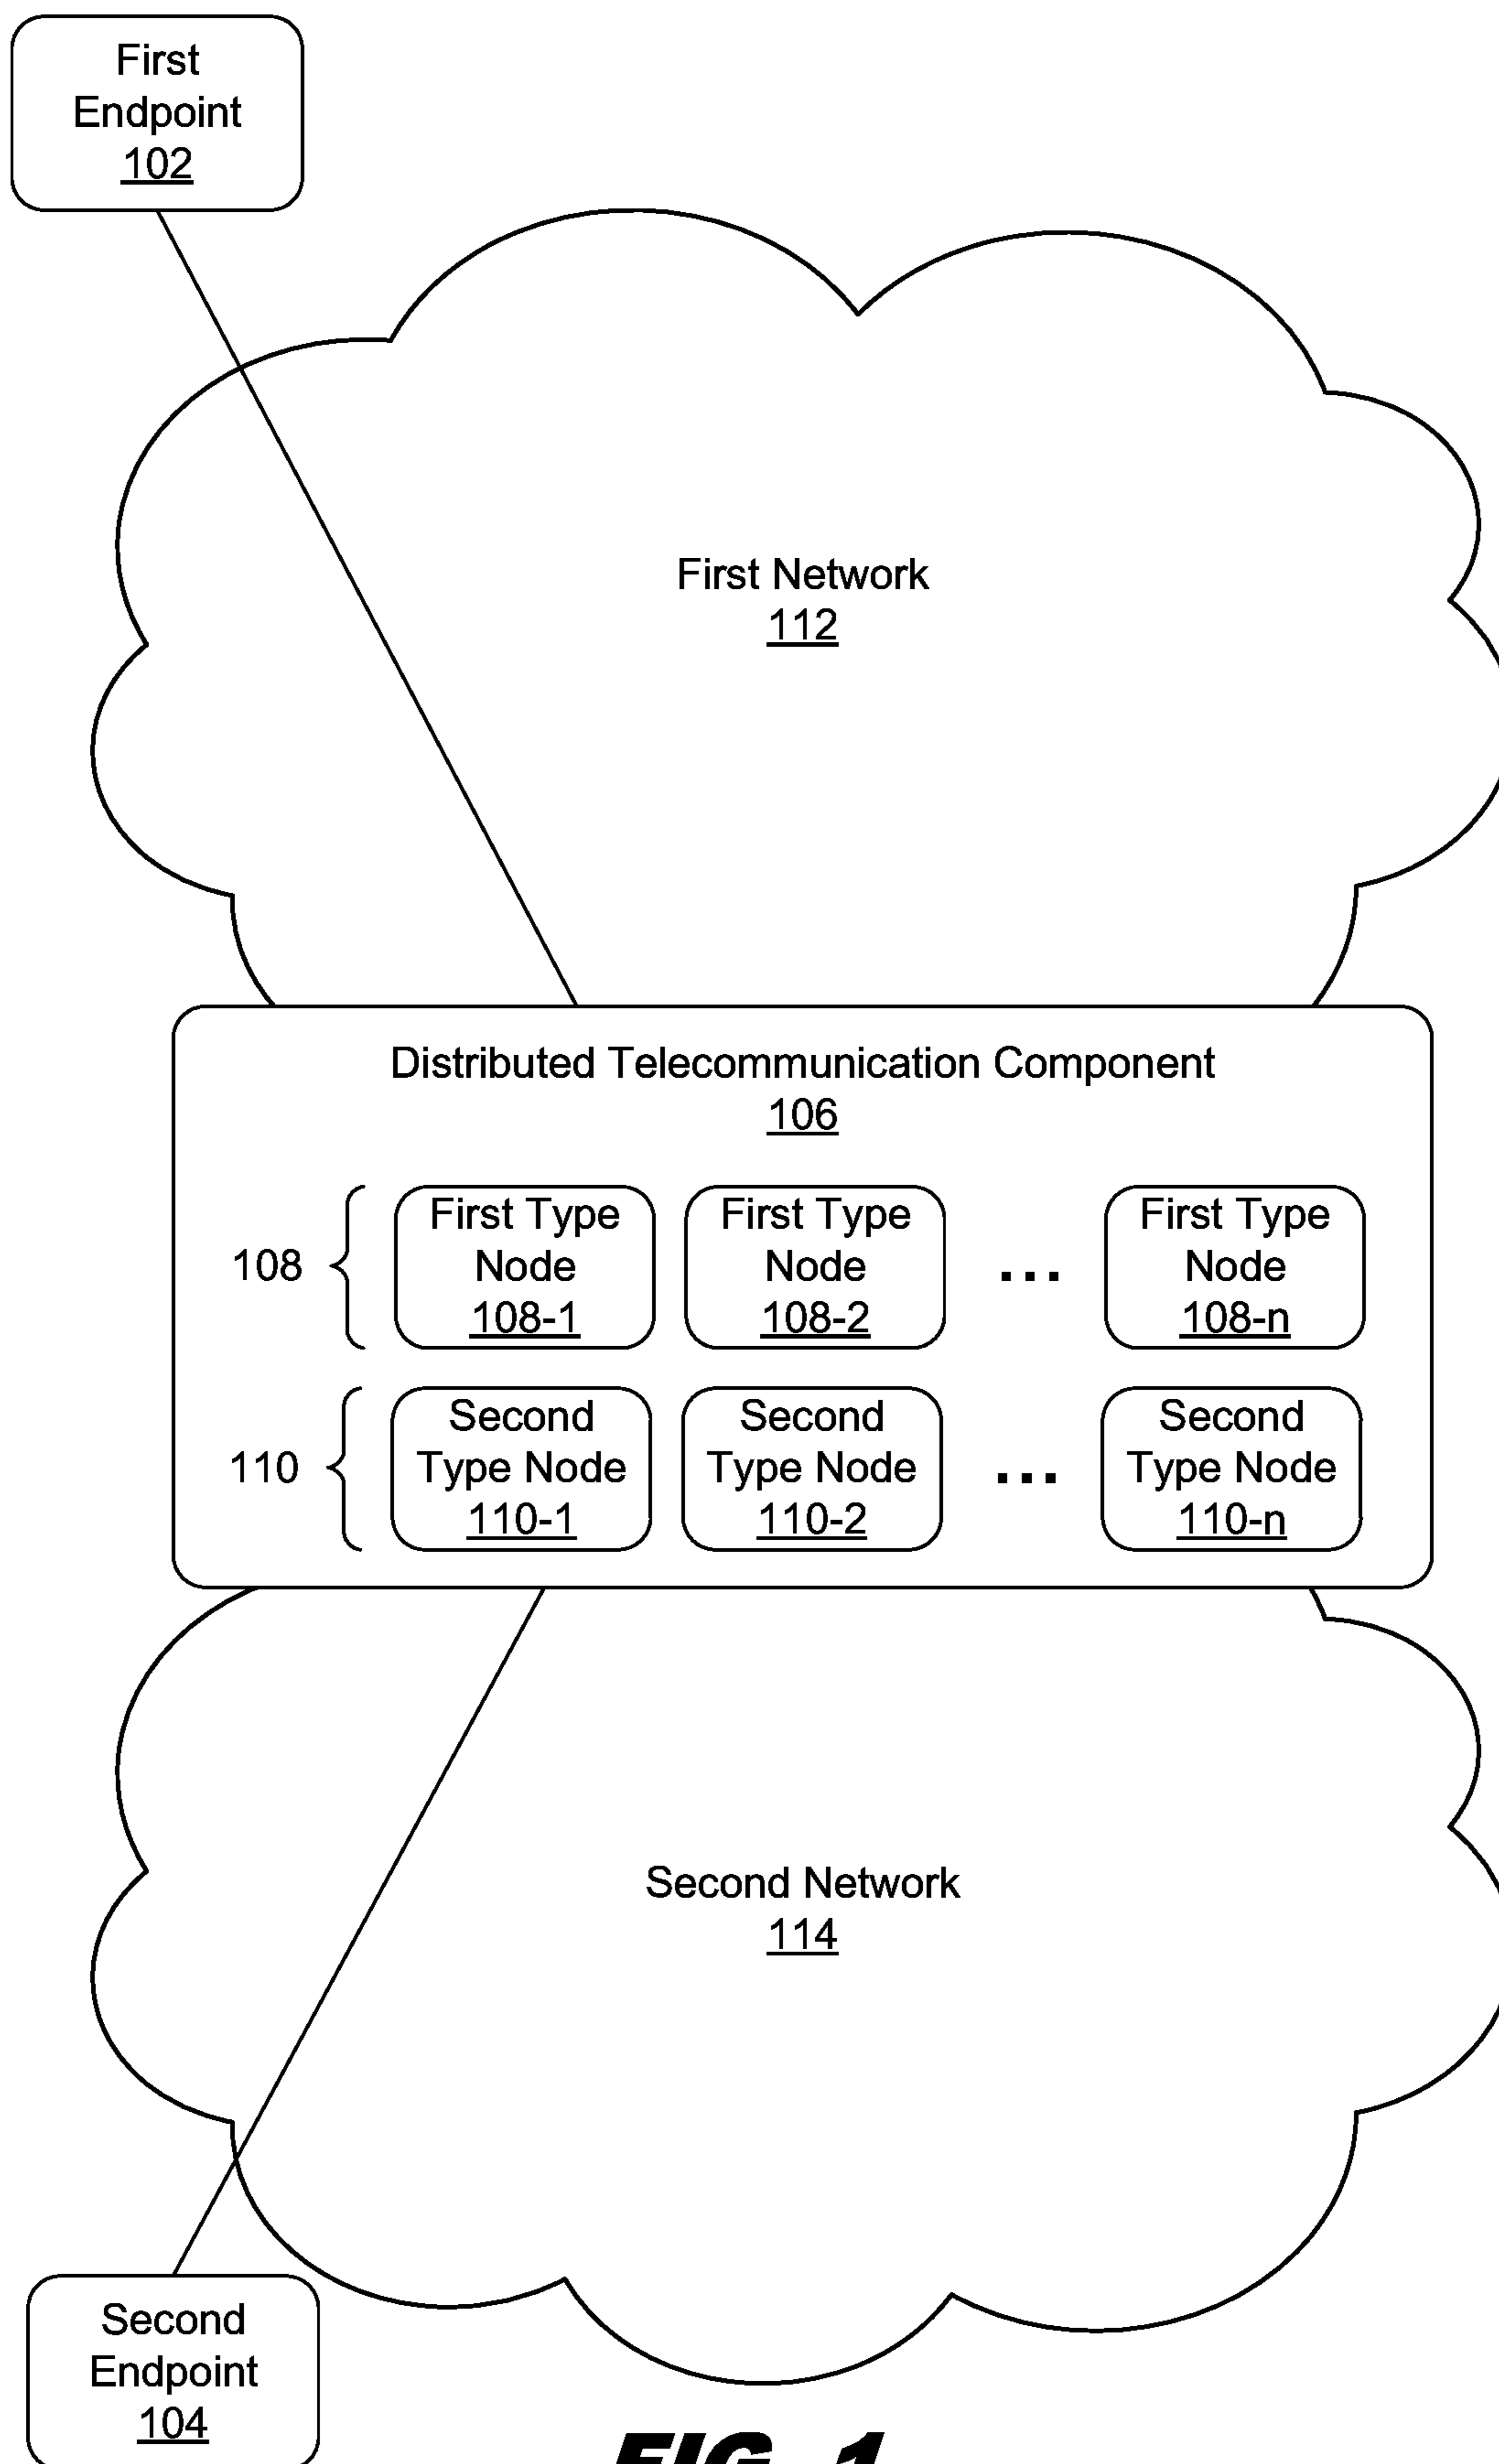 First
Endpoint
102
First Network
112
Distributed Telecommunication Component
106
108
First Type
Node
108-1
First Type
Node
108-2
...
First Type
Node
108-n
110
Second
Type Node
110-1
Second
Type Node
110-2
...
Second
Type Node
110-n
Second Network
114
Second
Endpoint
104
FIG. 1